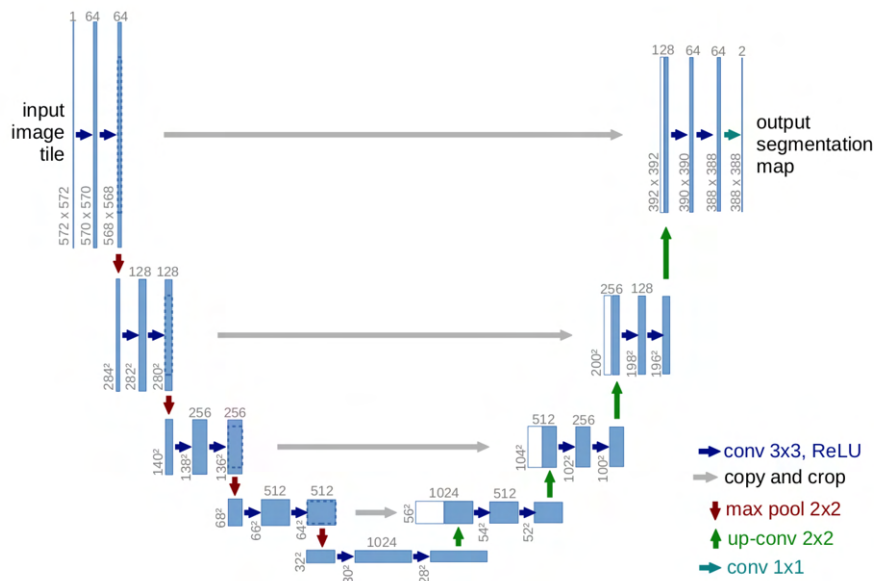 1
64
64
input
image
tile
572 x 572
570 x 570
568 x 568
128
64
64
2
392 x 392
390 x 390
388 x 388
388 x 388
output
segmentation
map
128
128
284²
282²
280²
256
128
200²
198²
196²
256
256
140²
138²
136²
512
256
104²
102²
100²
512
512
68²
66²
64²
1024
512
56²
54²
52²
1024
32²
30²
28²
conv 3x3, ReLU
copy and crop
max pool 2x2
up-conv 2x2
conv 1x1